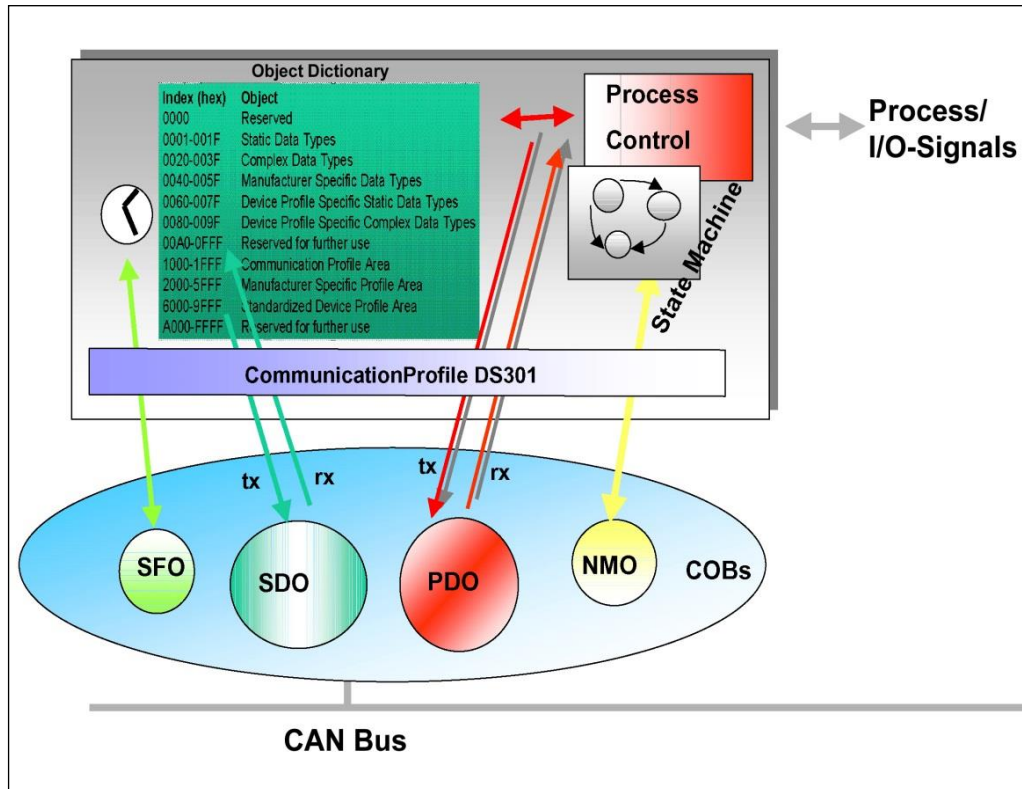 Object Dictionary
Index (hex) Object
0000 Reserved
0001-001F Static Data Types
0020-003F Complex Data Types
0040-005F Manufacturer Specific Data Types
0060-007F Device Profile Specific Static Data Types
0080-009F Device Profile Specific Complex Data Types
00A0-0FFF Reserved for further use
1000-1FFF Communication Profile Area
2000-5FFF Manufacturer Specific Profile Area
6000-9FFF Standardized Device Profile Area
A000-FFFF Reserved for further use
Process
Control
State Machine
Process/
I/O-Signals
CommunicationProfile DS301
tx
rx
tx
rx
SFO
SDO
PDO
NMO
COBs
CAN Bus